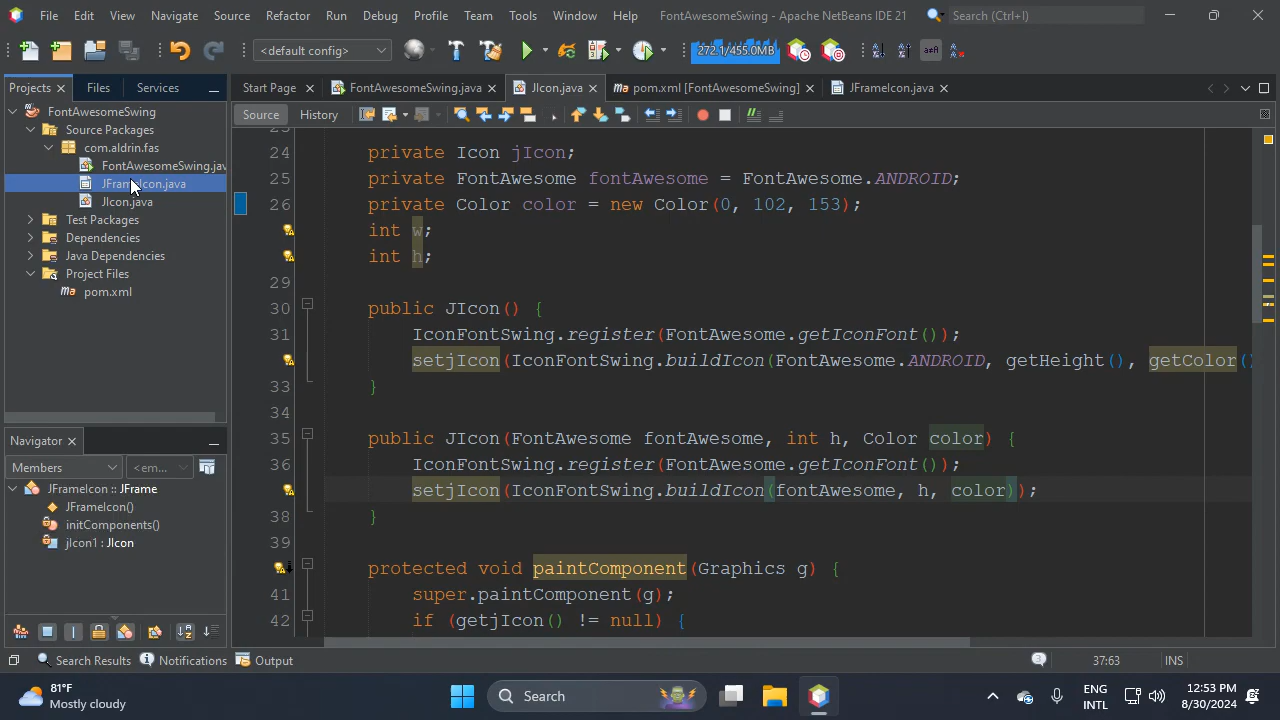 File Edit View Navigate Source Refactor Run Debug Profile Team Tools Window Help FontAwesomeSwing - Apache NetBeans IDE 21 Search (Ctrl+I)
<default config> 272.1/455.0MB
Projects Files Services Start Page FontAwesomeSwing.java JIcon.java pom.xml [FontAwesomeSwing] JFrameIcon.java
Source History
FontAwesomeSwing
Source Packages
com.aldrin.fas
FontAwesomeSwing.jav
JFrameIcon.java
JIcon.java
Test Packages
Dependencies
Java Dependencies
Project Files
pom.xml
24 private Icon jIcon;
25 private FontAwesome fontAwesome = FontAwesome.ANDROID;
26 private Color color = new Color(0, 102, 153);
int w;
int h;
29
30 public JIcon() {
31 IconFontSwing.register(FontAwesome.getIconFont());
setjIcon(IconFontSwing.buildIcon(FontAwesome.ANDROID, getHeight(), getColor()
33 }
34
35 public JIcon(FontAwesome fontAwesome, int h, Color color) {
36 IconFontSwing.register(FontAwesome.getIconFont());
setjIcon(IconFontSwing.buildIcon(fontAwesome, h, color));
38 }
39
protected void paintComponent(Graphics g) {
41 super.paintComponent(g);
42 if (getjIcon() != null) {
Navigator
Members <em...
JFrameIcon :: JFrame
JFrameIcon()
initComponents()
jIcon1 : JIcon
Search Results Notifications Output 3 37:63 INS
81°F
Mostly cloudy
Search
ENG
INTL
12:53 PM
8/30/2024